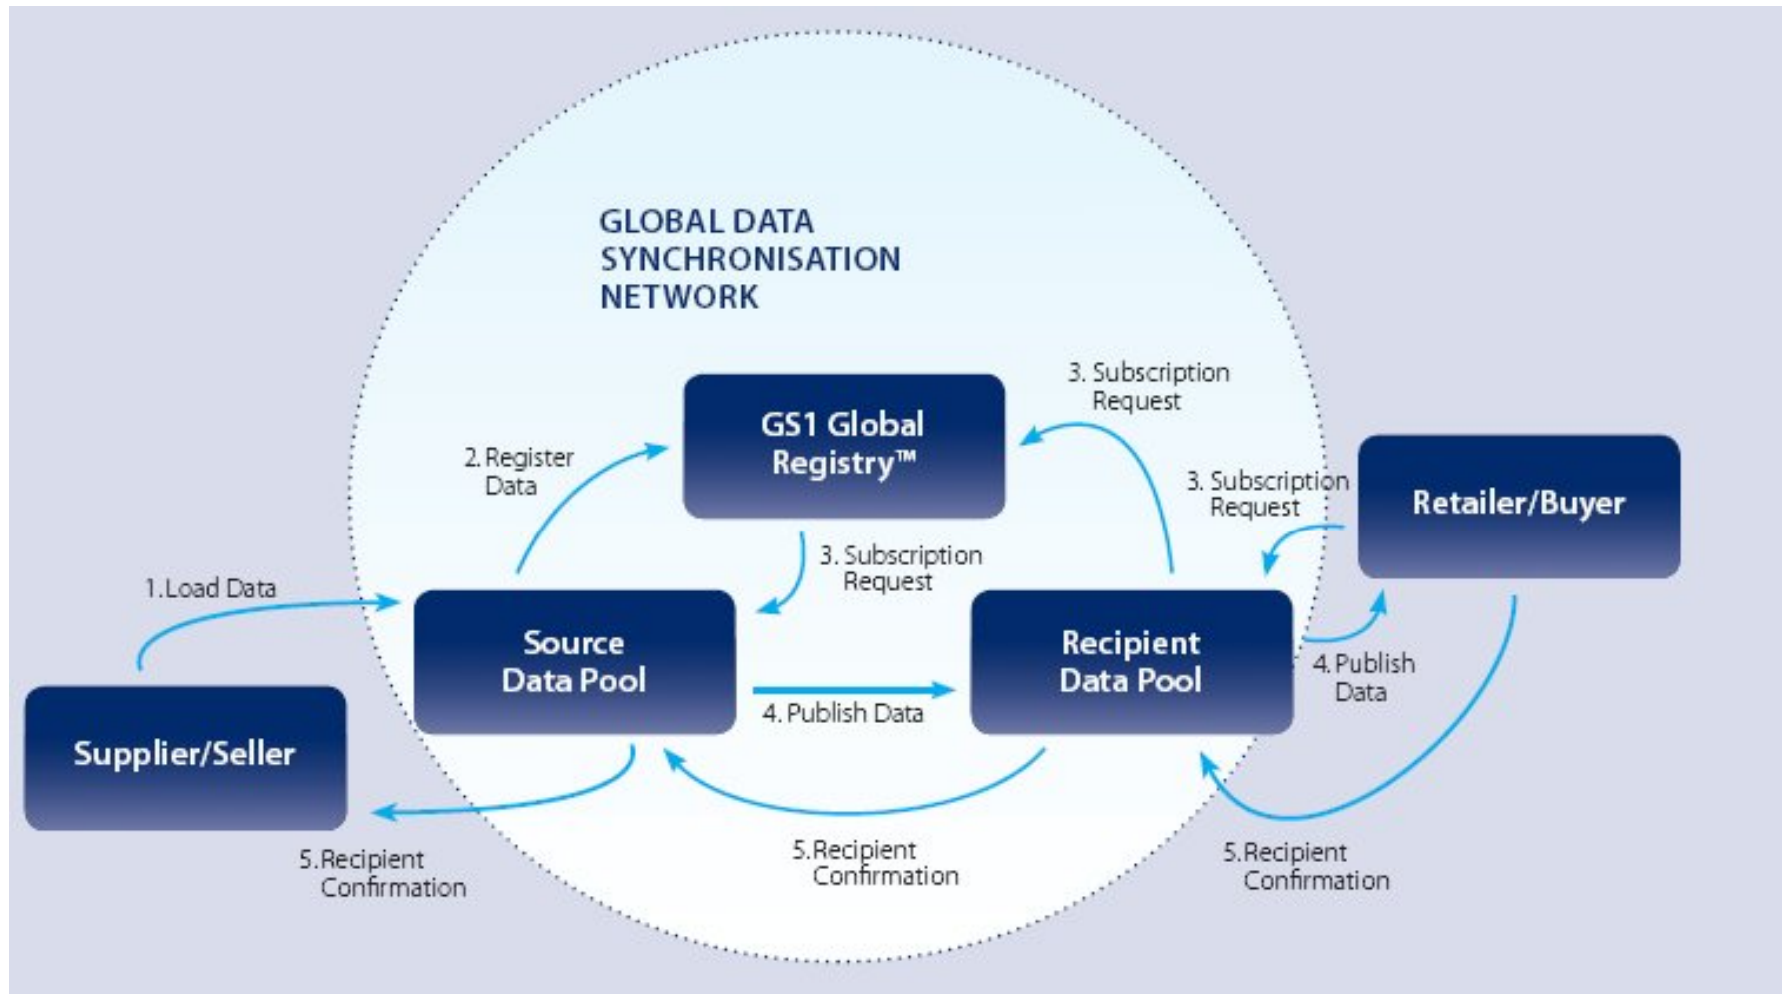 GLOBAL DATA
SYNCHRONISATION
NETWORK
3. Subscription
Request
GS1 Global
Registry™
2. Register
Data
3. Subscription
Request
Retailer/Buyer
3. Subscription
Request
1. Load Data
Source
Data Pool
Recipient
Data Pool
4. Publish
Data
4. Publish Data
Supplier/Seller
5. Recipient
Confirmation
5. Recipient
Confirmation
5. Recipient
Confirmation